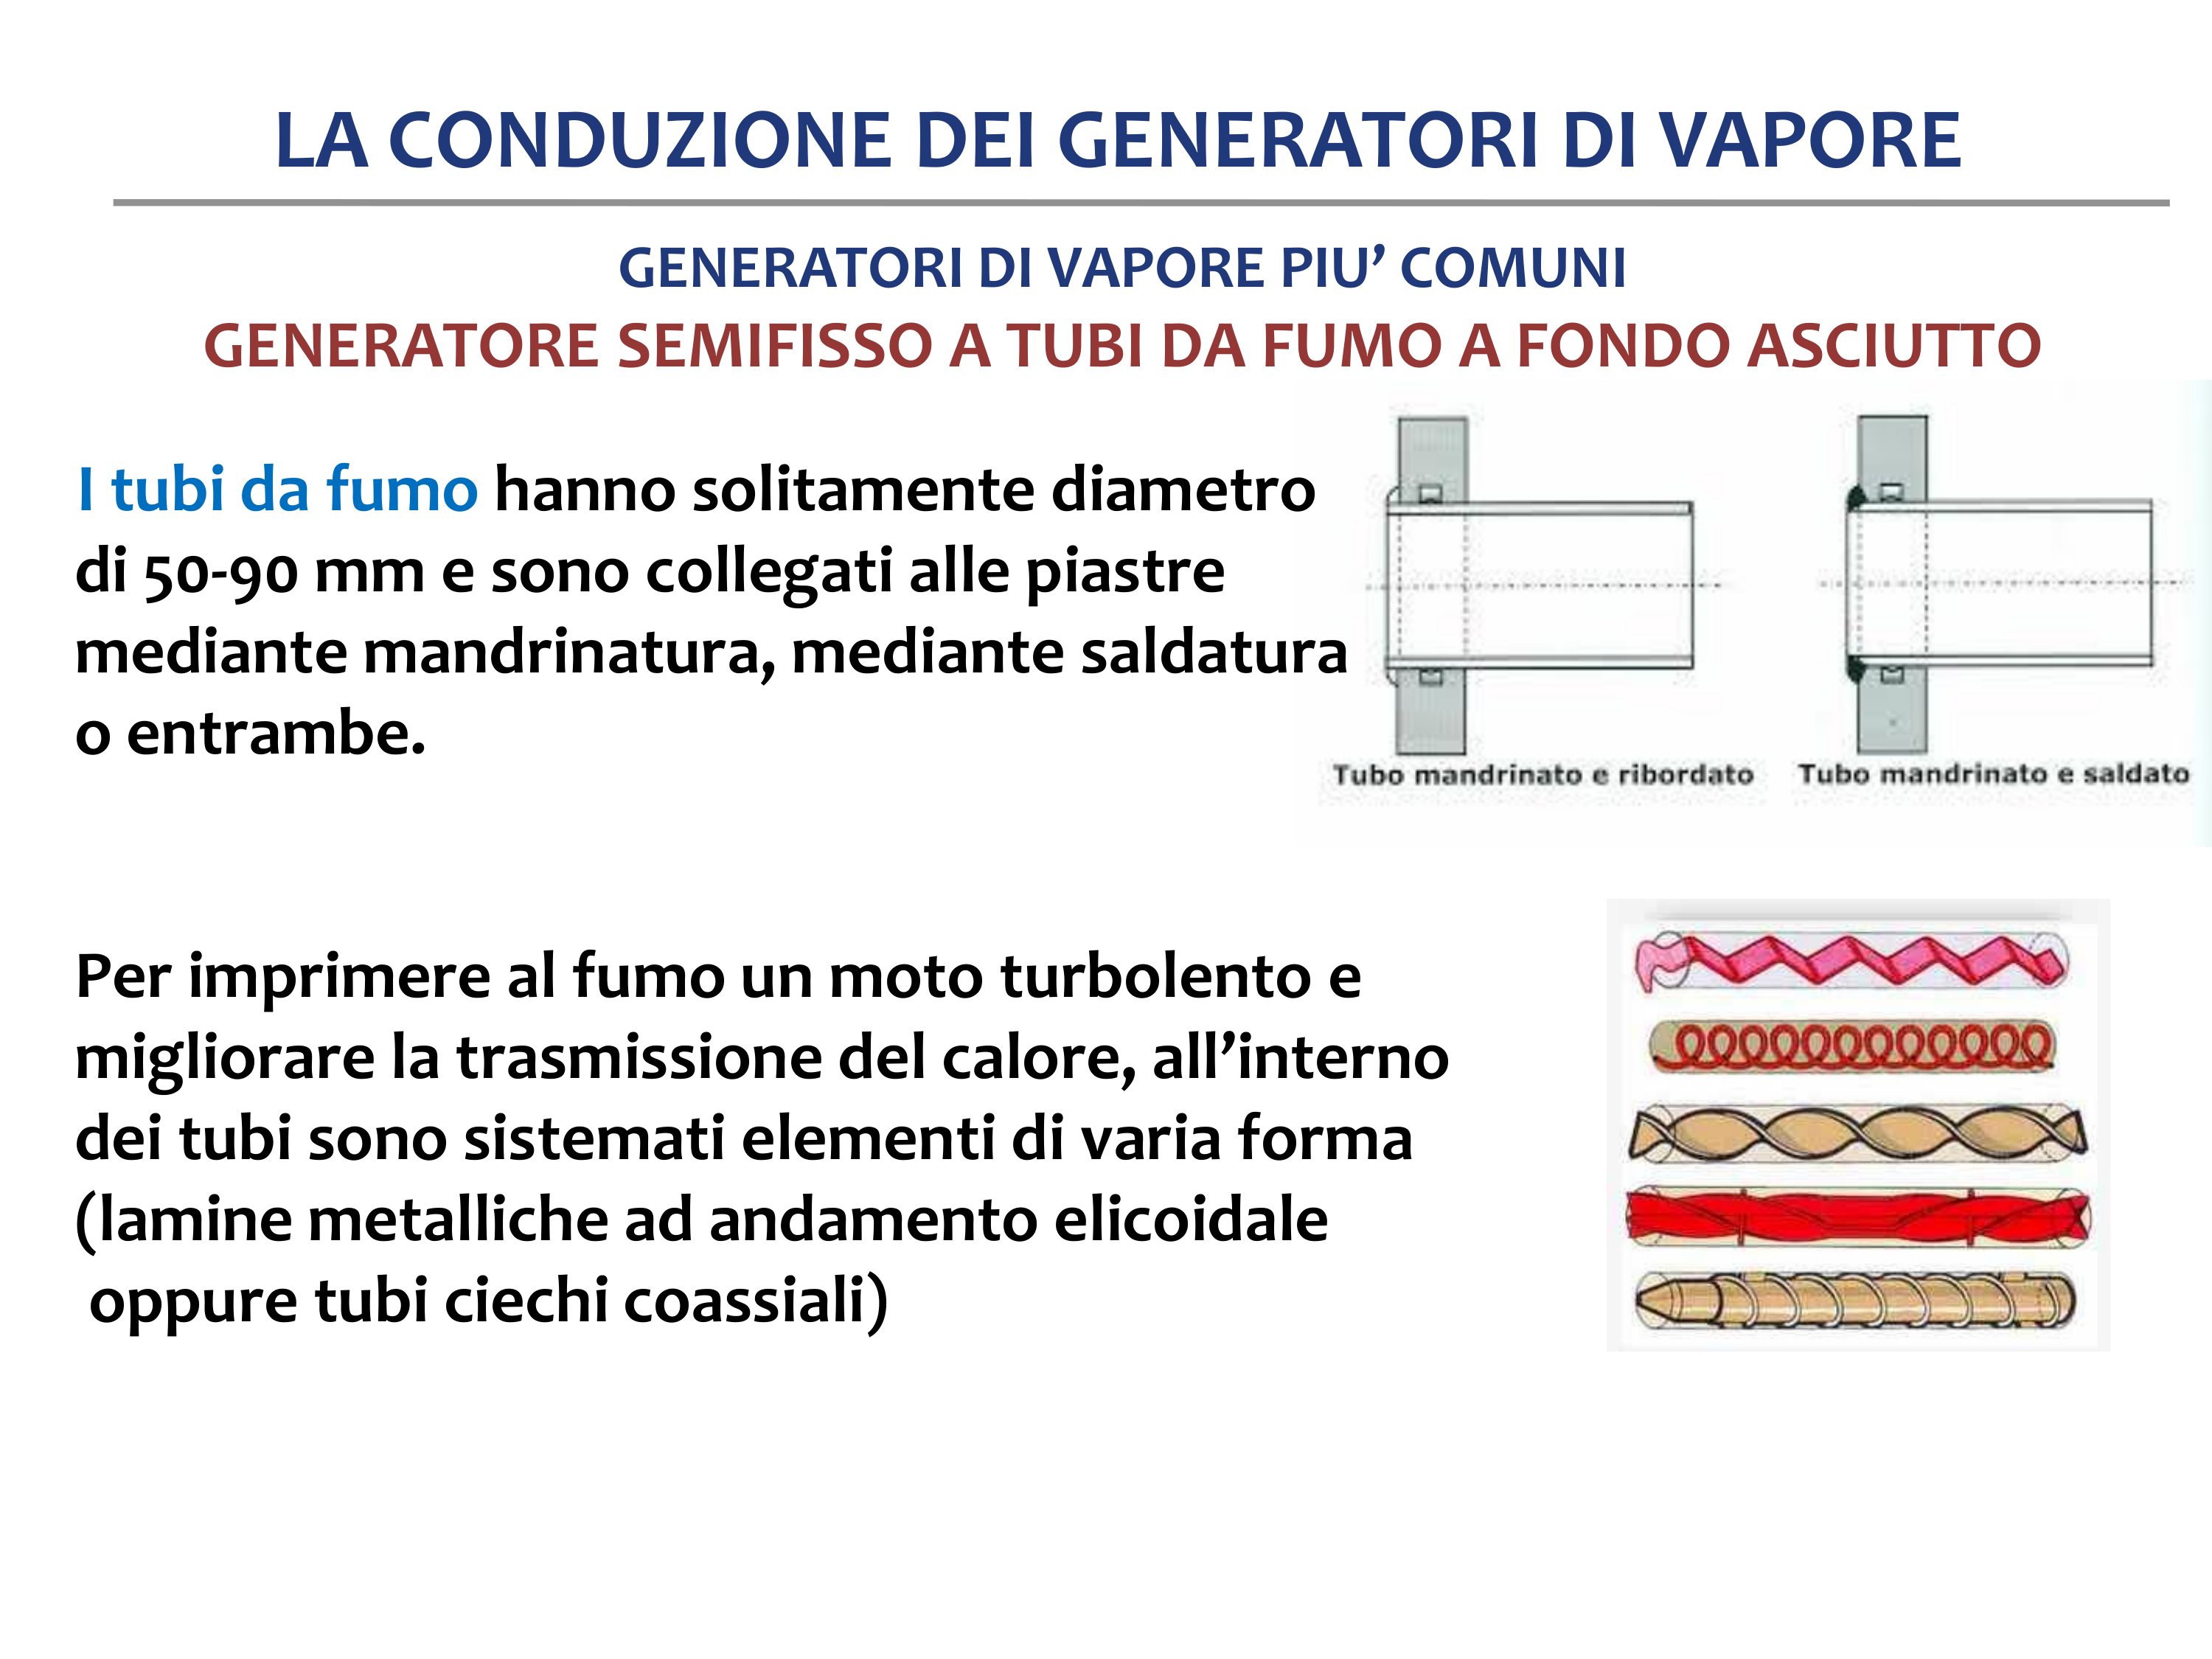 LA CONDUZIONE DEI GENERATORI DI VAPORE
GENERATORI DI VAPORE PIU’ COMUNI
GENERATORE SEMIFISSO A TUBI DA FUMO A FONDO ASCIUTTO
I tubi da fumo hanno solitamente diametro
di 50-90 mm e sono collegati alle piastre
mediante mandrinatura, mediante saldatura
o entrambe.
Tubo mandrinato e ribordato
Tubo mandrinato e saldato
Per imprimere al fumo un moto turbolento e
migliorare la trasmissione del calore, all’interno
dei tubi sono sistemati elementi di varia forma
(lamine metalliche ad andamento elicoidale
oppure tubi ciechi coassiali)